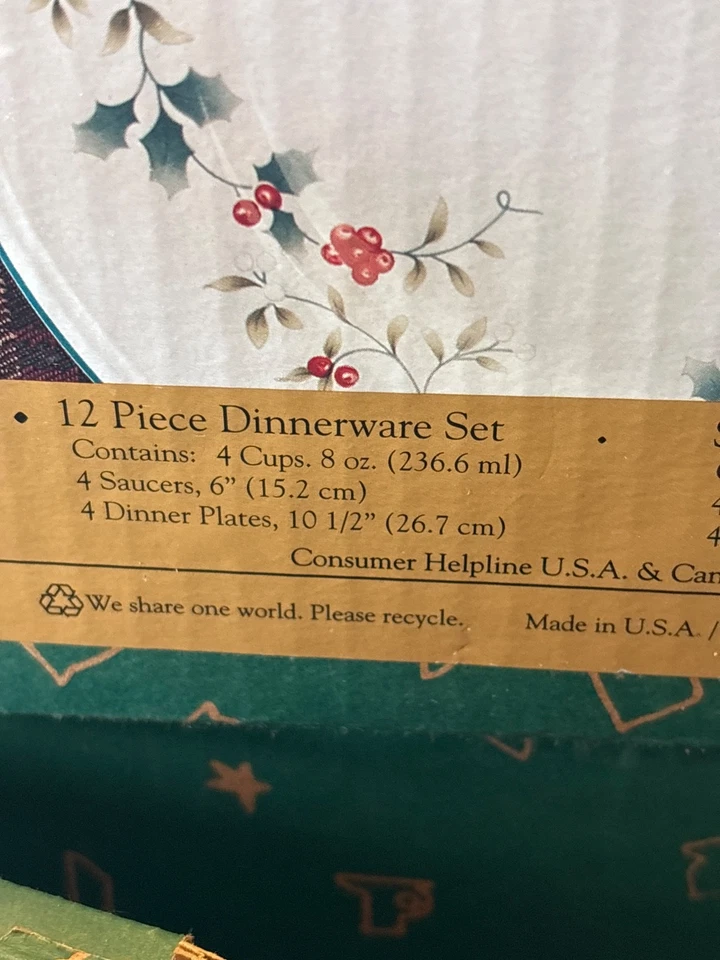 • 12 Piece Dinnerware Set •
Contains: 4 Cups. 8 oz. (236.6 ml)
4 Saucers, 6” (15.2 cm)
4 Dinner Plates, 10 1/2” (26.7 cm)
Consumer Helpline U.S.A. & Can
We share one world. Please recycle. Made in U.S.A. /